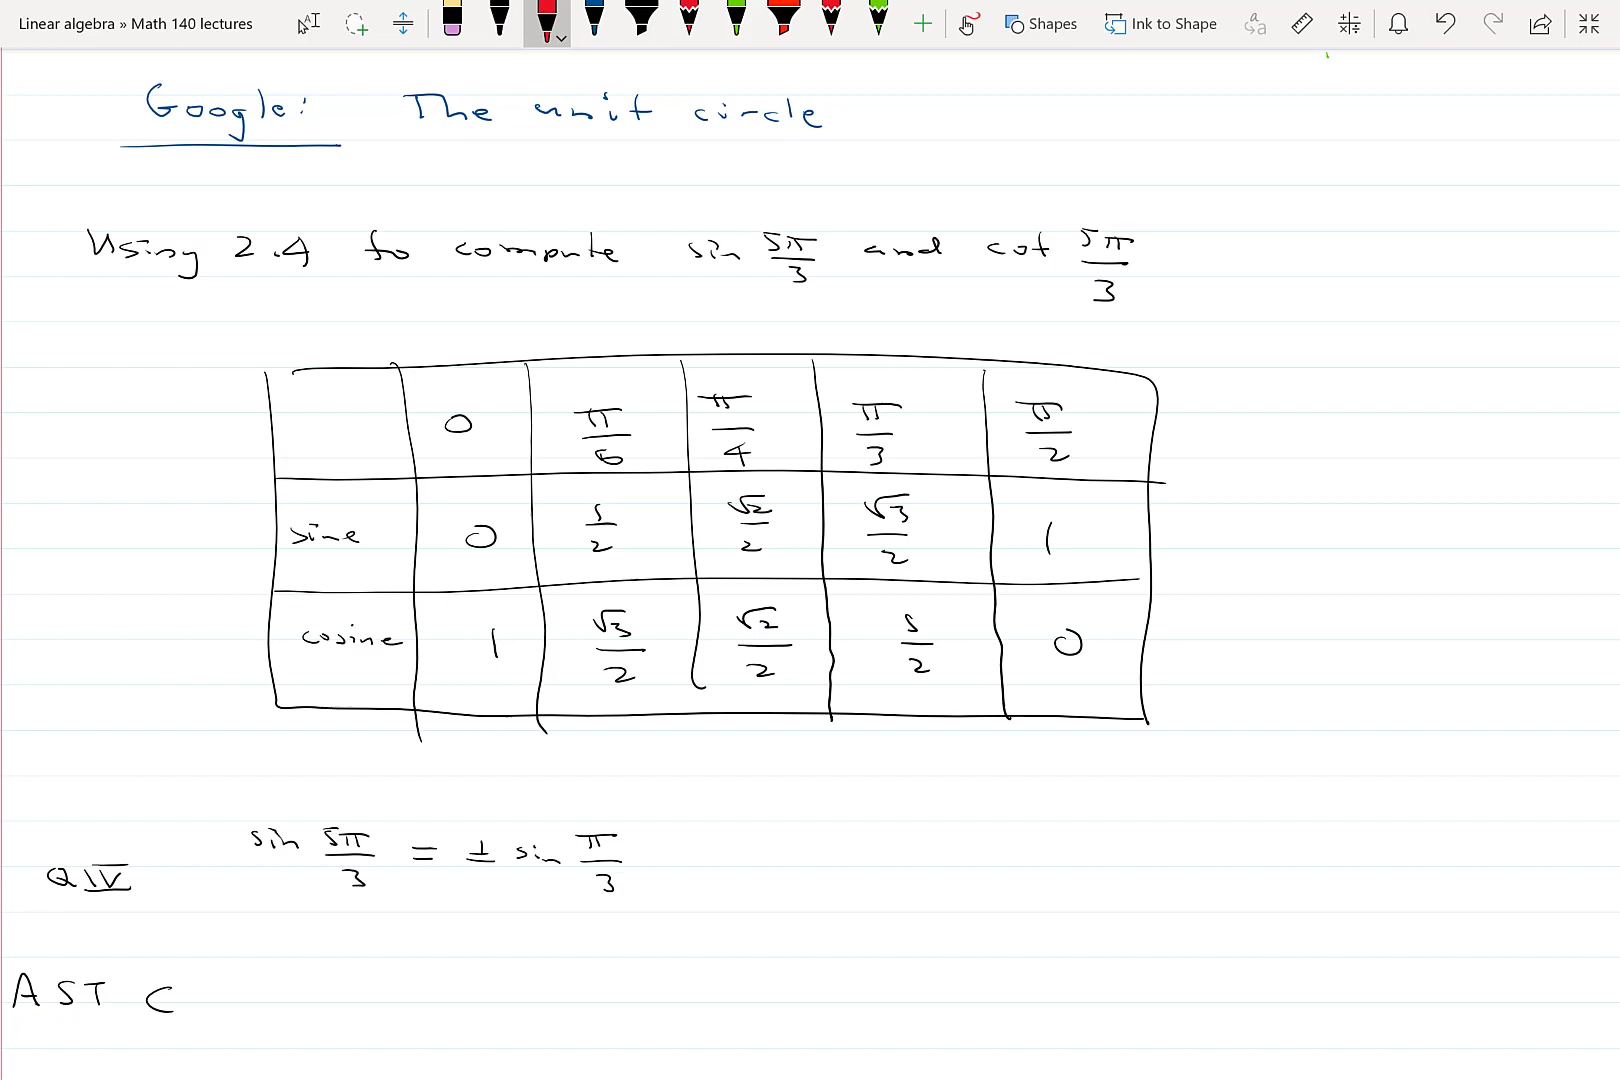 Linear algebra » Math 140 lectures Shapes Ink to Shape
Google: The unit circle
Using 2.4 to compute sin 5π/3 and cot 5π/3
0 π/6 π/4 π/3 π/2
sine 0 1/2 √2/2 √3/2 1
cosine 1 √3/2 √2/2 1/2 0
sin 5π/3 = ± sin π/3
QIV
A S T C